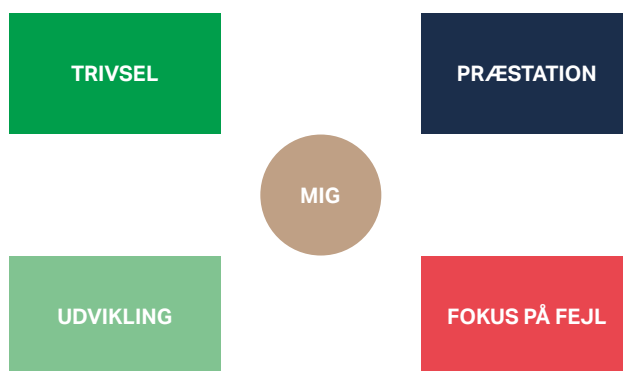 TRIVSEL
PRÆSTATION
MIG
UDVIKLING
FOKUS PÅ FEJL